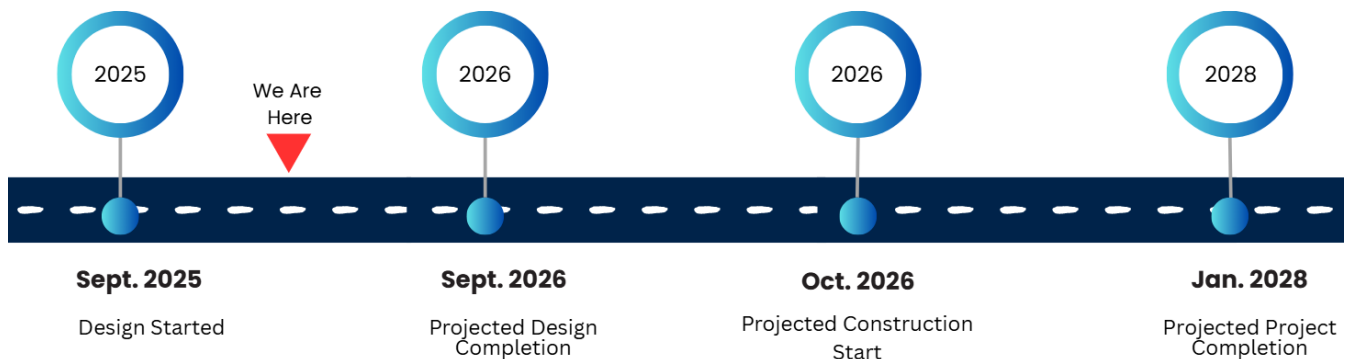 2025
2026
2026
2028
We Are
Here
Sept. 2025
Sept. 2026
Oct. 2026
Jan. 2028
Design Started
Projected Design
Completion
Projected Construction
Start
Projected Project
Completion